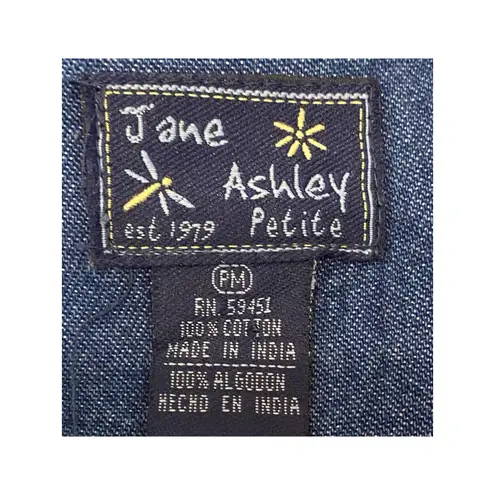 Jane
Ashley
est 1979 Petite
PM
RN. 59451
100% COTTON
MADE IN INDIA
100% ALGODON
HECHO EN INDIA